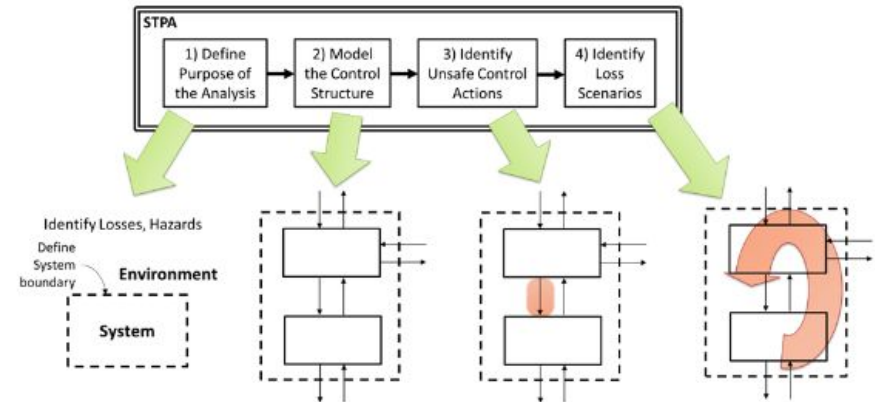 STPA
1) Define
Purpose of
the Analysis
2) Model
the Control
Structure
3) Identify
Unsafe Control
Actions
4) Identify
Loss
Scenarios
Identify Losses, Hazards
Define
System
boundary
Environment
System